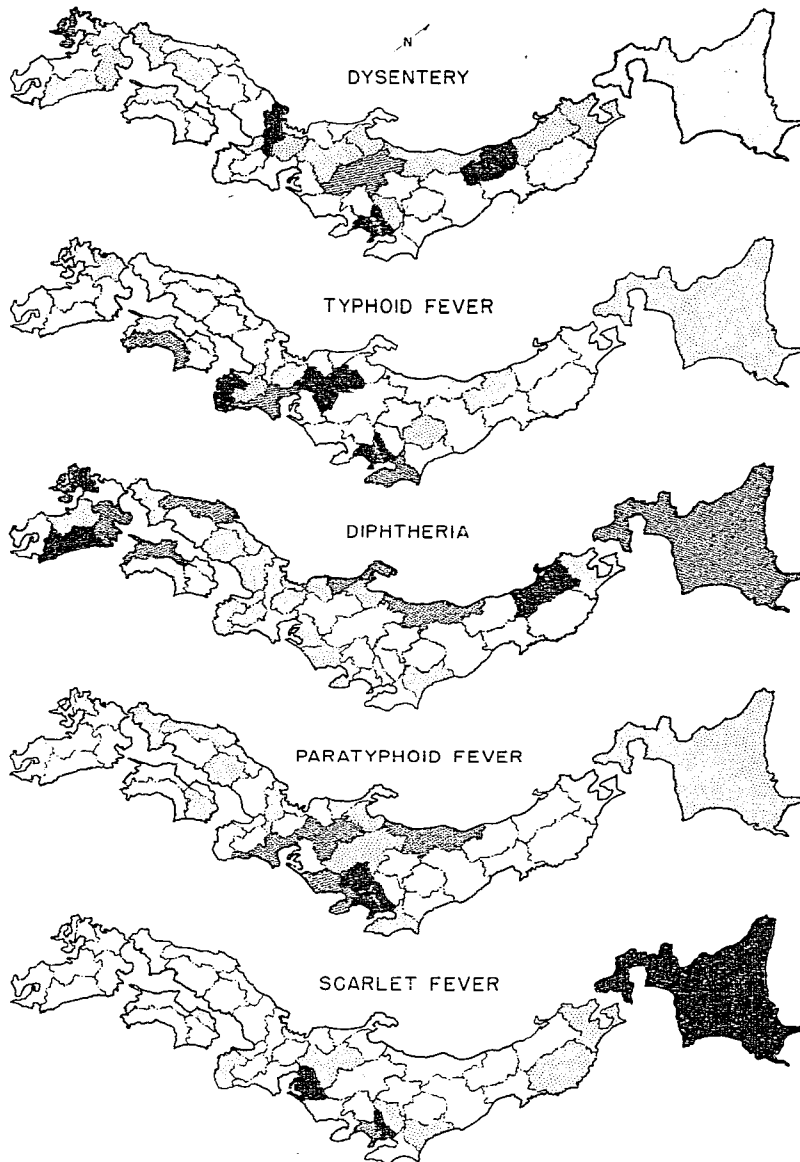 N
DYSENTERY
TYPHOID FEVER
DIPHTHERIA
PARATYPHOID FEVER
SCARLET FEVER